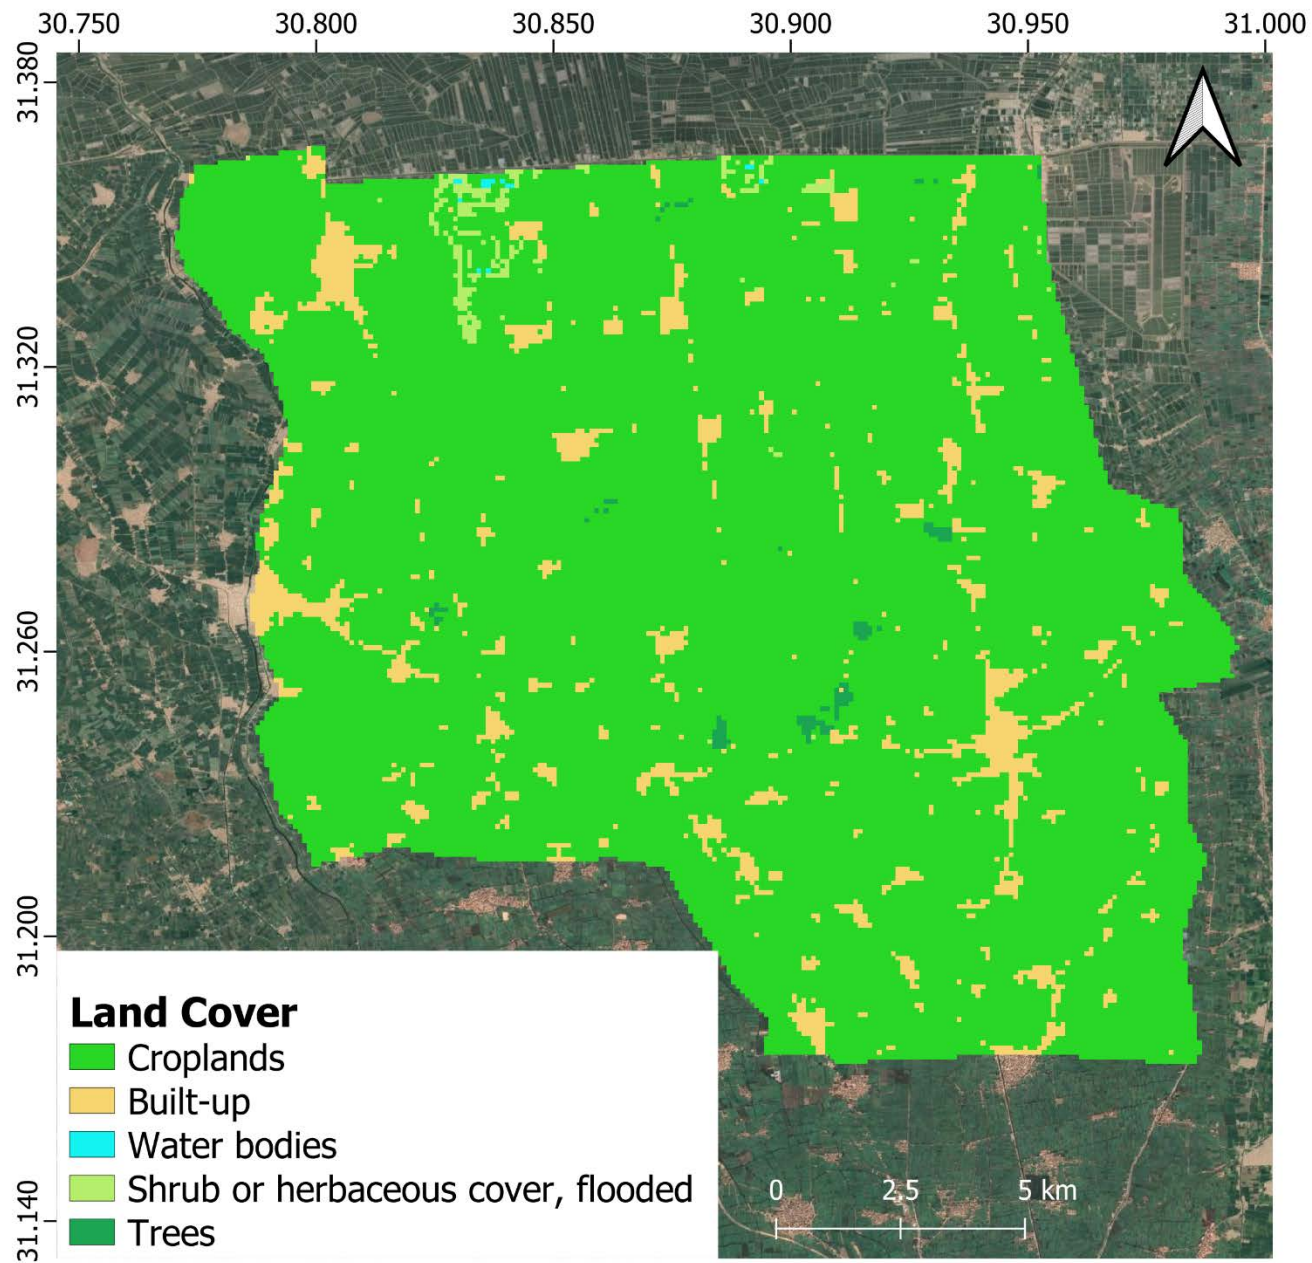 30.750 30.800 30.850 30.900 30.950 31.000
31.380
31.320
31.260
31.200
31.140
Land Cover
Croplands
Built-up
Water bodies
Shrub or herbaceous cover, flooded
Trees
0 2.5 5 km